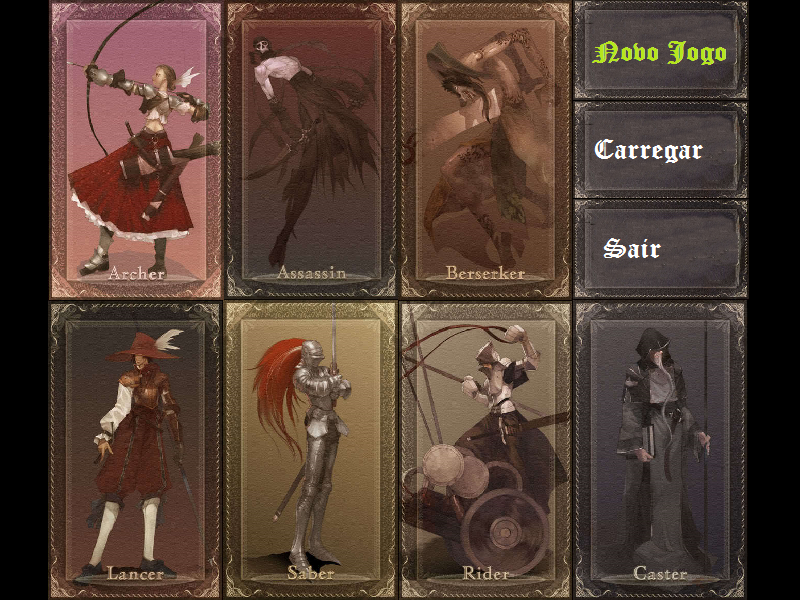 Novo Jogo
Carregar
Sair
Archer
Assassin
Berserker
Lancer
Saber
Rider
Caster